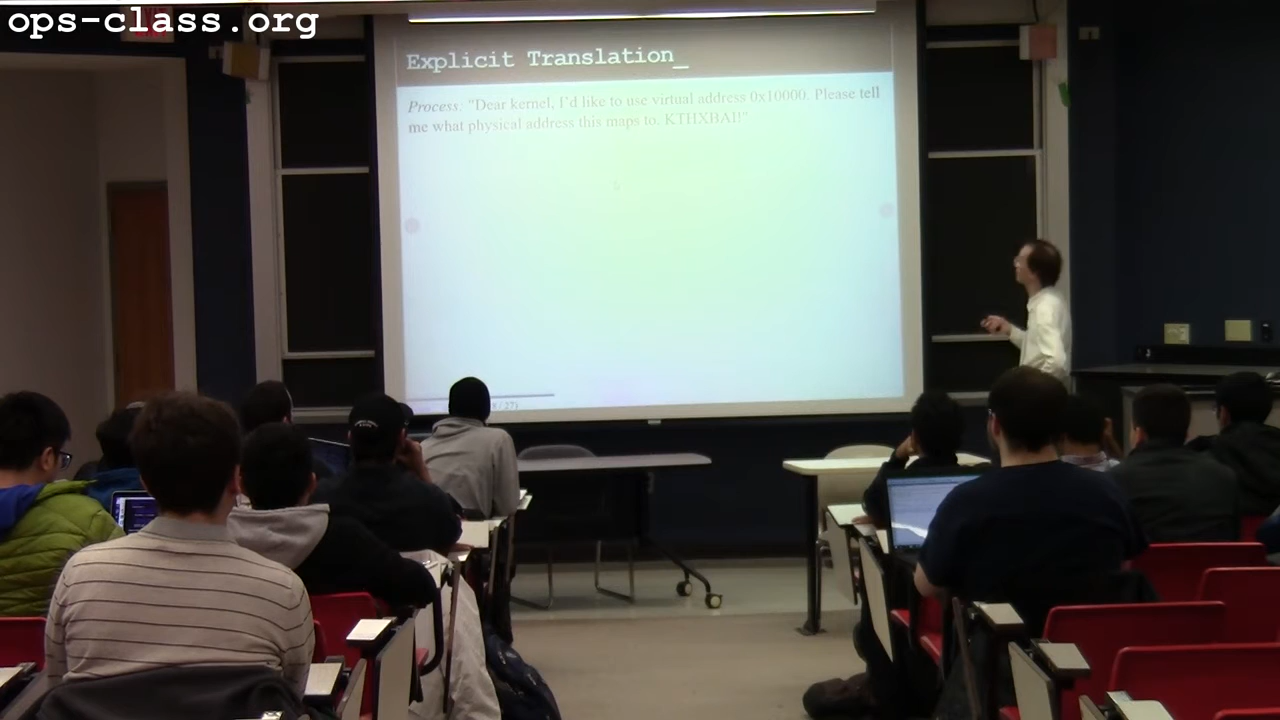 ops-class.org
Explicit Translation_
Process: "Dear kernel, I'd like to use virtual address 0x10000. Please tell
me what physical address this maps to. KTHXBAI!"
/ 27)